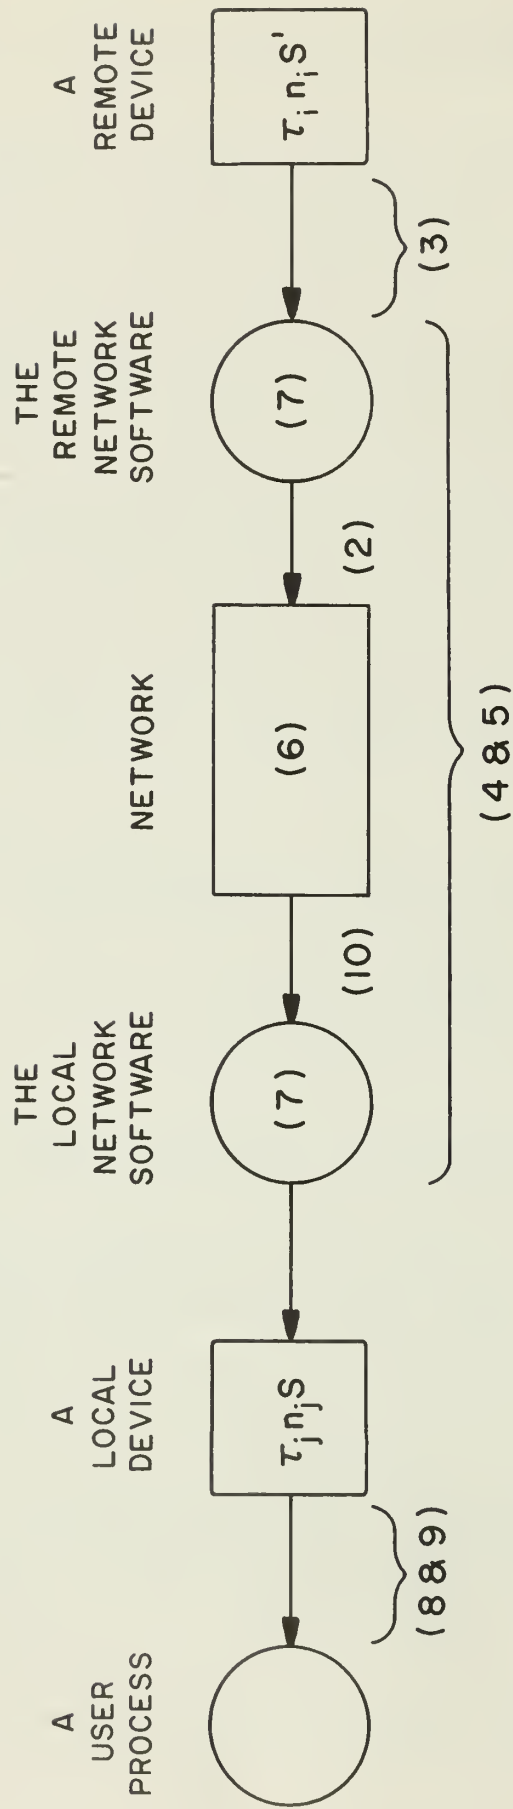 A
USER
PROCESS
A
LOCAL
DEVICE
THE
LOCAL
NETWORK
SOFTWARE
NETWORK
THE
REMOTE
NETWORK
SOFTWARE
A
REMOTE
DEVICE
τⱼ nⱼ S
(7)
(6)
(7)
τᵢ nᵢ S'
(8 & 9)
(10)
(2)
(3)
(4 & 5)